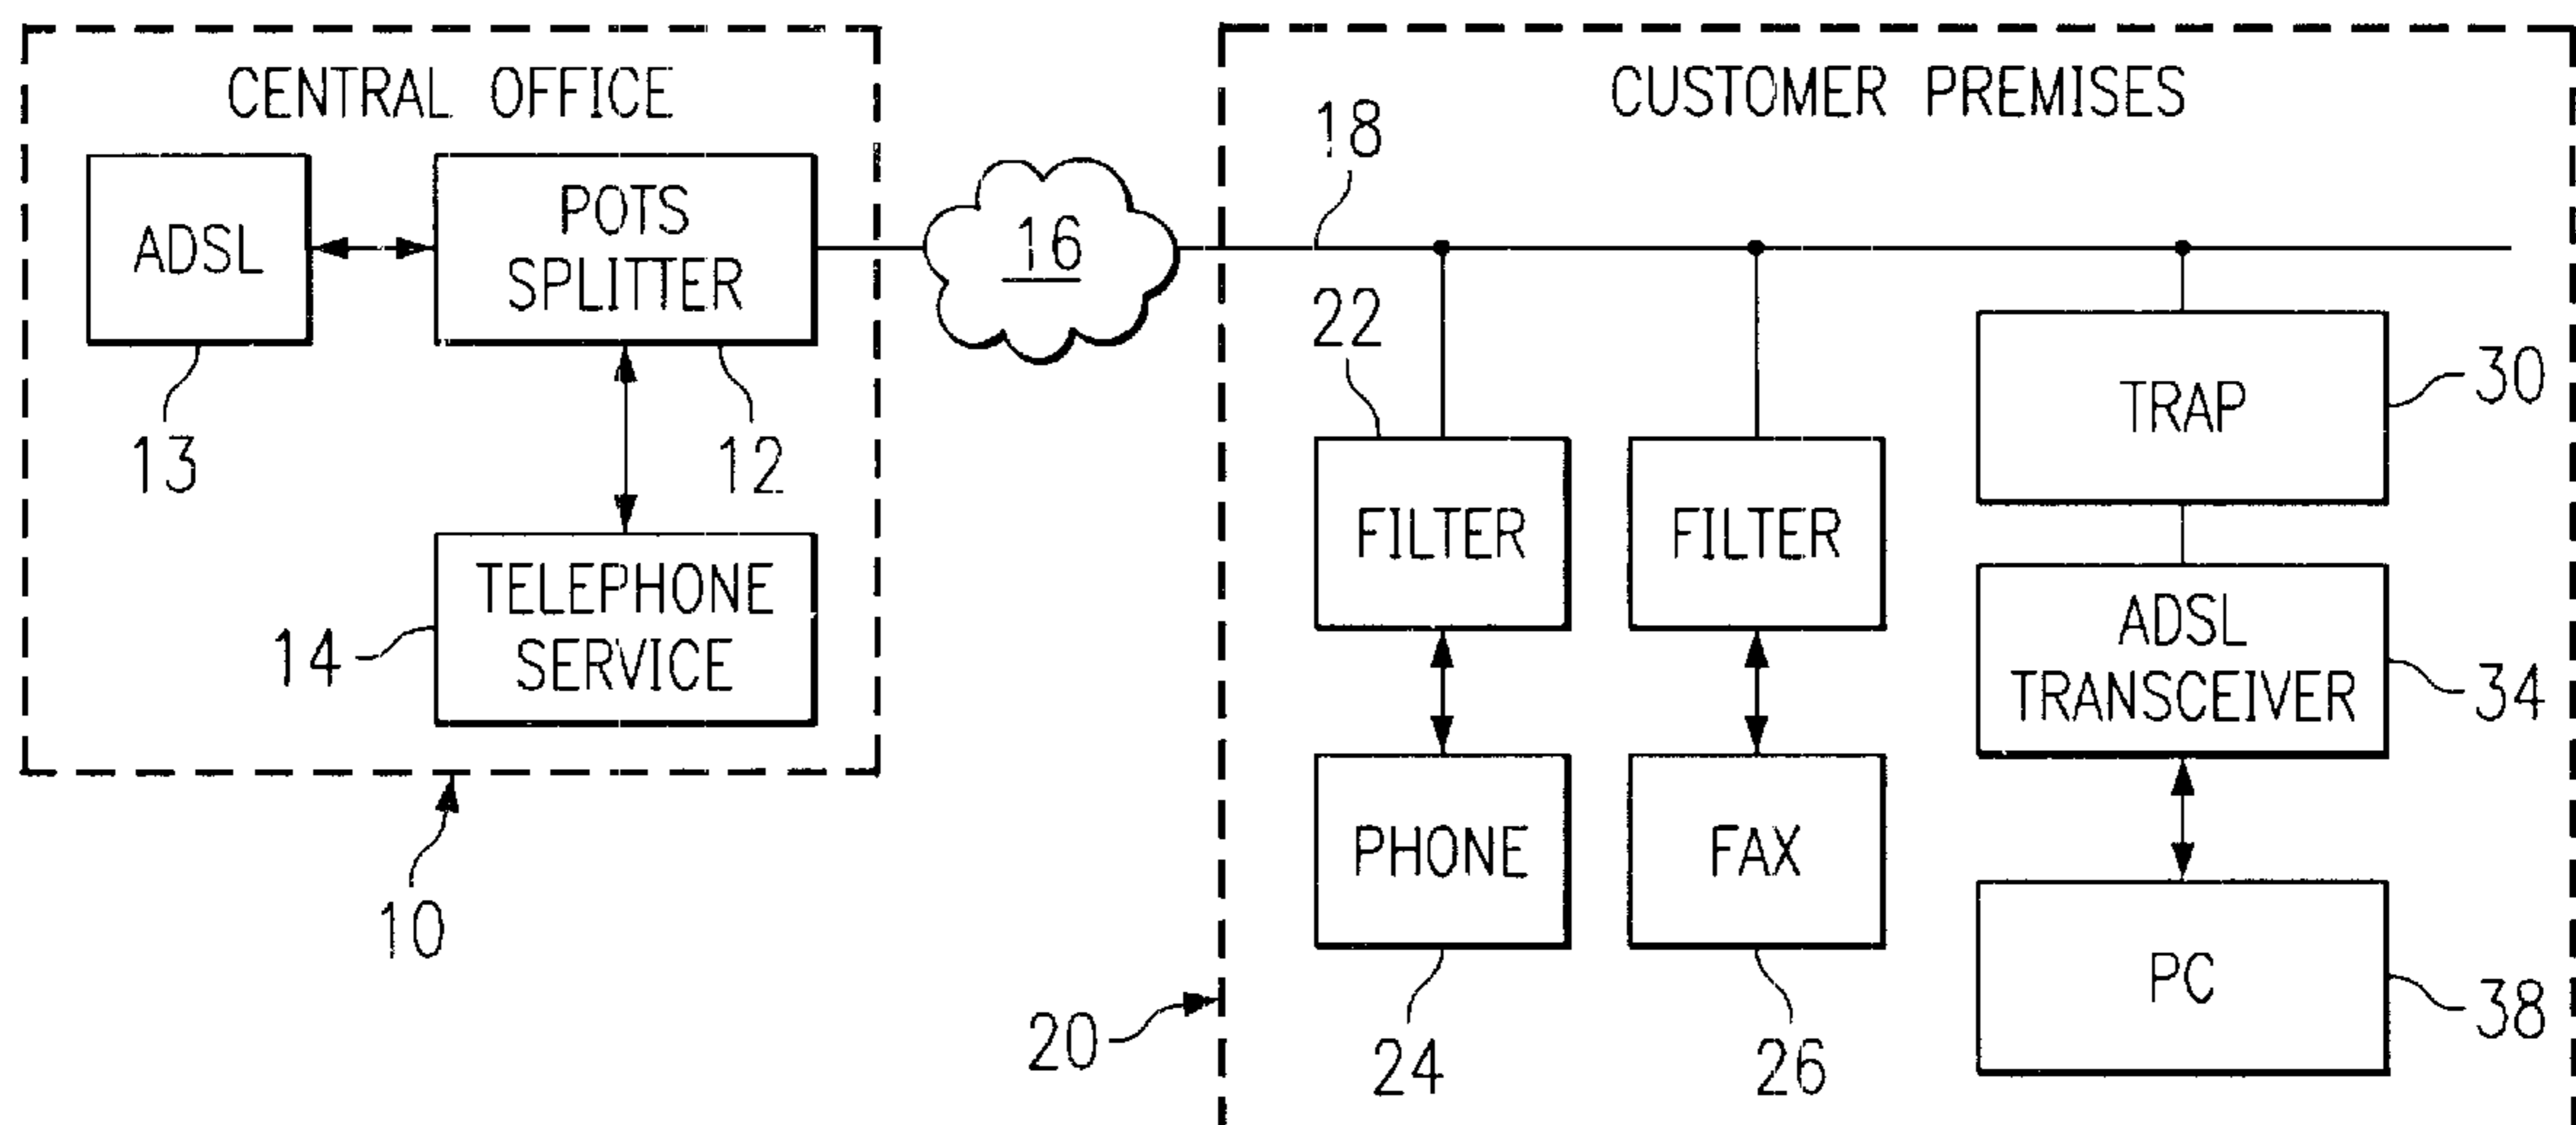 CENTRAL OFFICE
ADSL
POTS
SPLITTER
13
12
TELEPHONE
SERVICE
14
10
16
CUSTOMER PREMISES
18
22
FILTER
FILTER
TRAP
30
ADSL
TRANSCEIVER
34
PHONE
FAX
PC
38
20
24
26